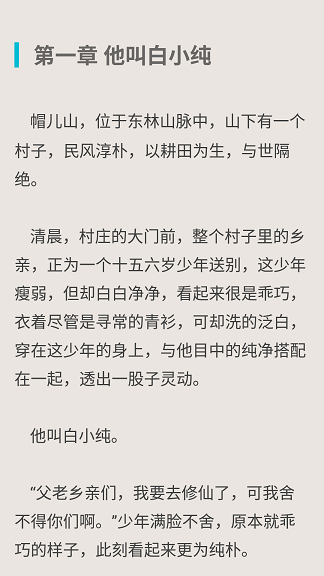 第一章 他叫白小纯
帽儿山，位于东林山脉中，山下有一个
村子，民风淳朴，以耕田为生，与世隔
绝。
清晨，村庄的大门前，整个村子里的乡
亲，正为一个十五六岁少年送别，这少年
瘦弱，但却白白净净，看起来很是乖巧，
衣着尽管是寻常的青衫，可却洗的泛白，
穿在这少年的身上，与他目中的纯净搭配
在一起，透出一股子灵动。
他叫白小纯。
“父老乡亲们，我要去修仙了，可我舍
不得你们啊。”少年满脸不舍，原本就乖
巧的样子，此刻看起来更为纯朴。